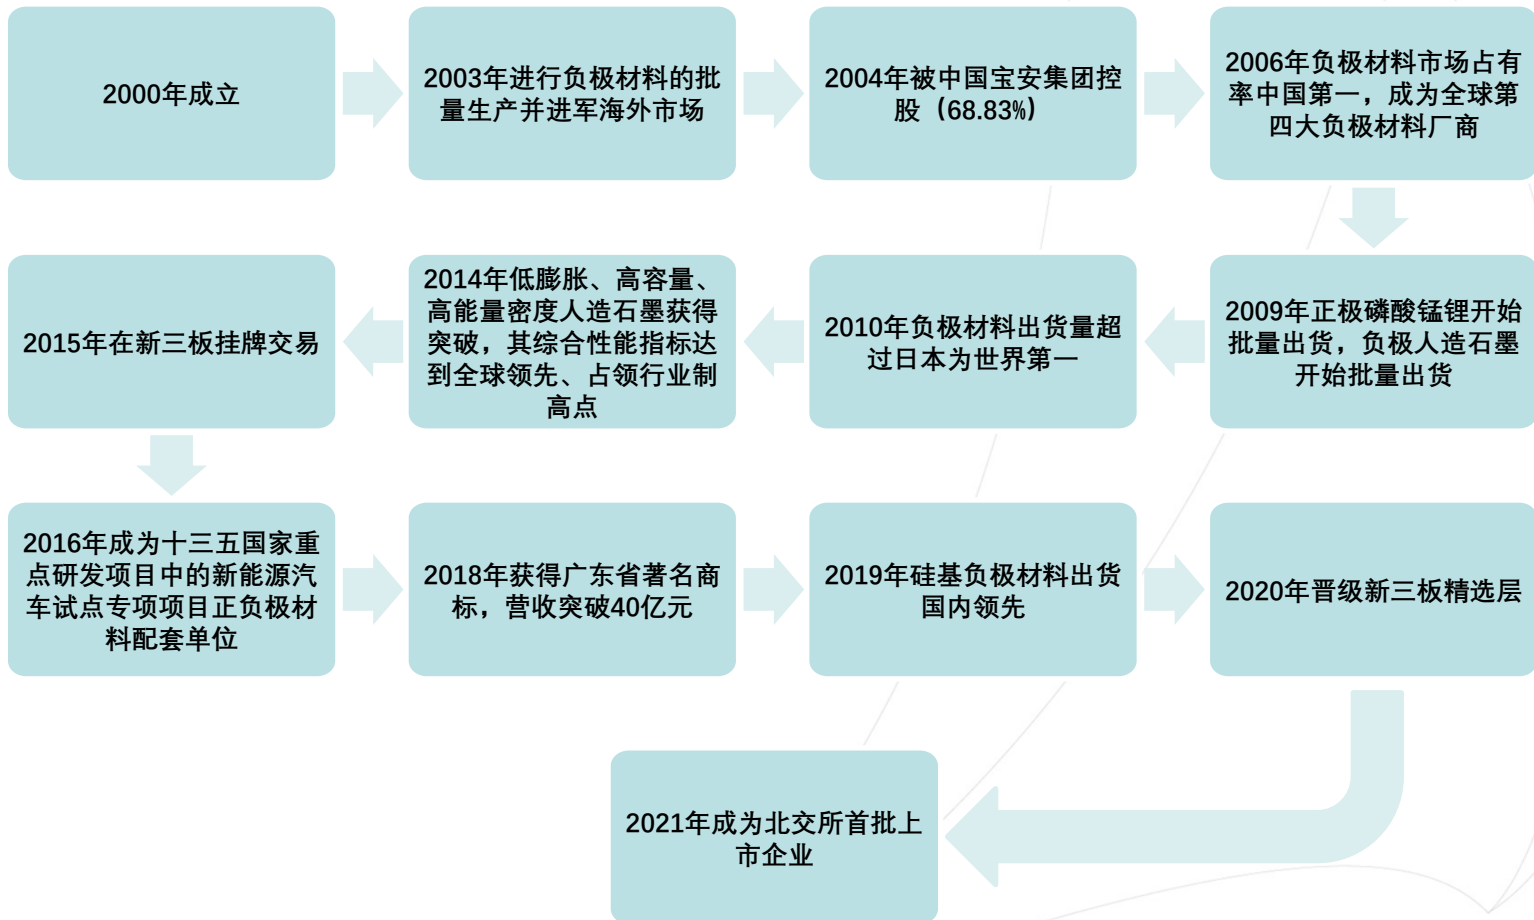 2000年成立
2003年进行负极材料的批
量生产并进军海外市场
2004年被中国宝安集团控
股（68.83%）
2006年负极材料市场占有
率中国第一，成为全球第
四大负极材料厂商
2009年正极磷酸锰锂开始
批量出货，负极人造石墨
开始批量出货
2010年负极材料出货量超
过日本为世界第一
2014年低膨胀、高容量、
高能量密度人造石墨获得
突破，其综合性能指标达
到全球领先、占领行业制
高点
2015年在新三板挂牌交易
2016年成为十三五国家重
点研发项目中的新能源汽
车试点专项项目正负极材
料配套单位
2018年获得广东省著名商
标，营收突破40亿元
2019年硅基负极材料出货
国内领先
2020年晋级新三板精选层
2021年成为北交所首批上
市企业